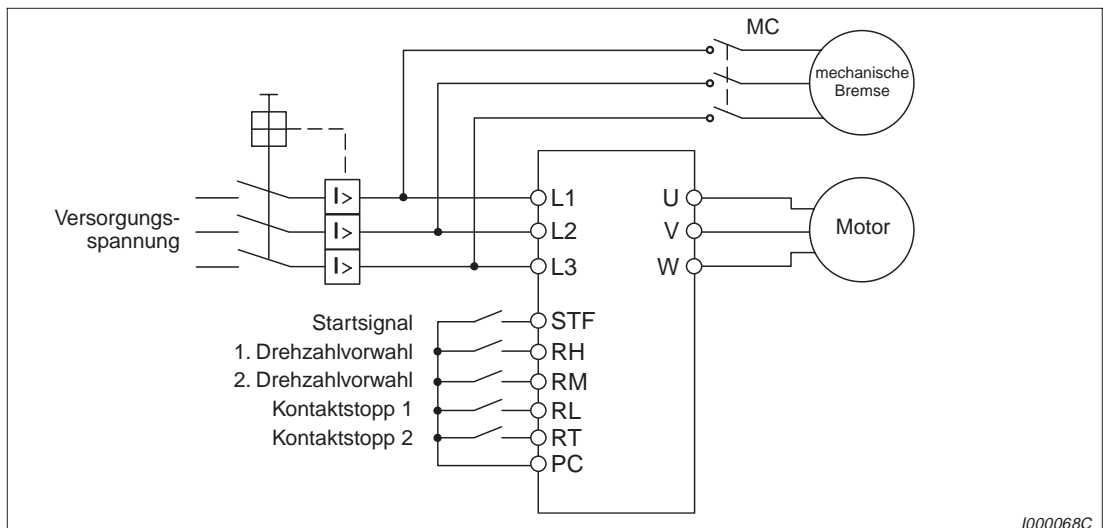 MC
mechanische
Bremse
I>
L1
U
Versorgungs-
spannung
I>
L2
V
Motor
I>
L3
W
Startsignal
STF
1. Drehzahlvorwahl
RH
2. Drehzahlvorwahl
RM
Kontaktstopp 1
RL
Kontaktstopp 2
RT
PC
I000068C